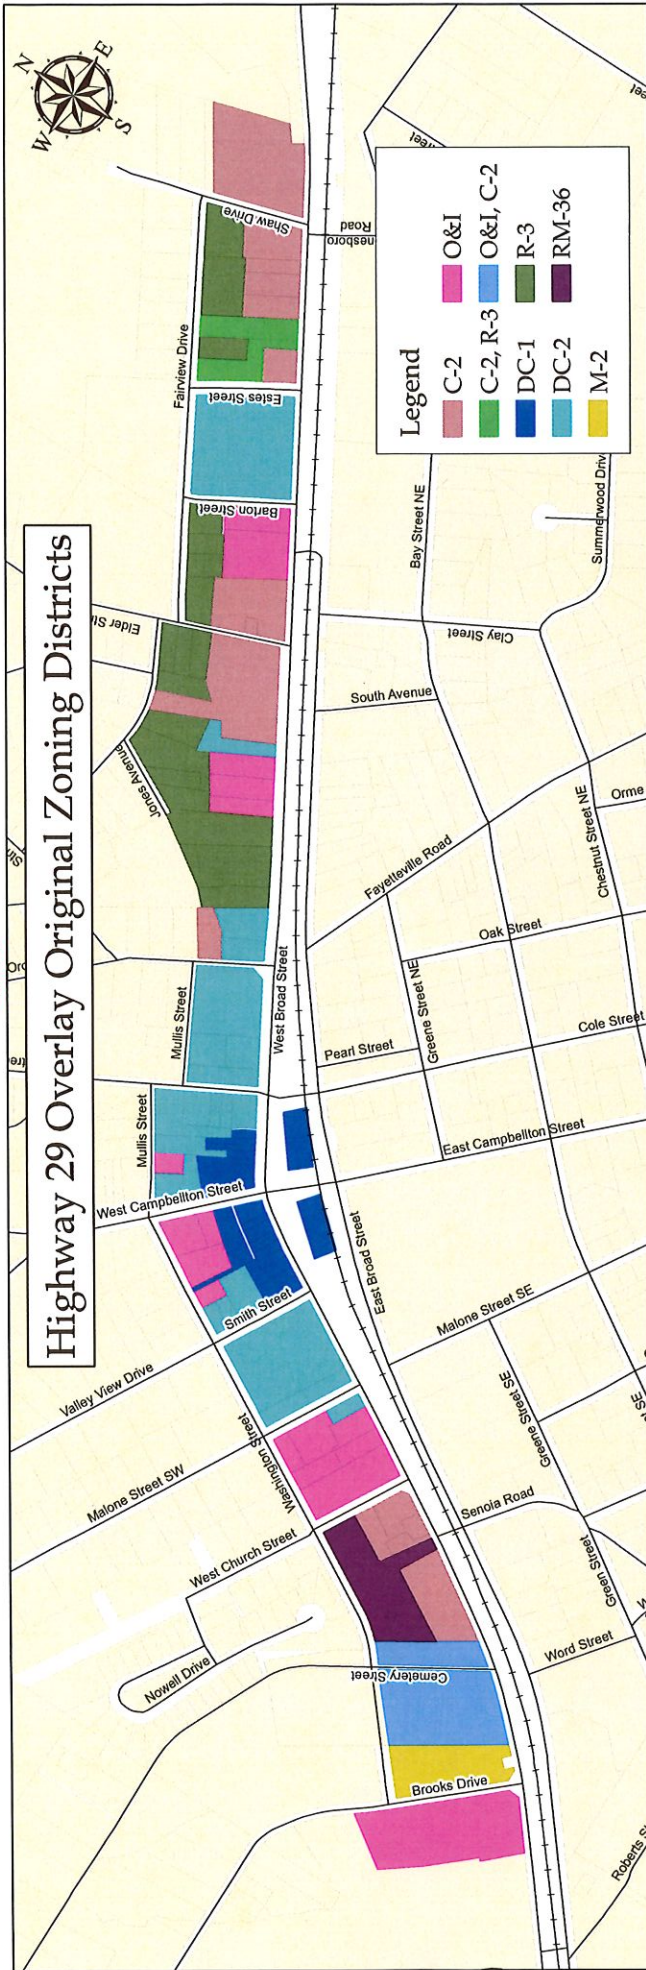 Highway 29 Overlay Original Zoning Districts
N
E
S
W
Legend
C-2
C-2, R-3
DC-1
DC-2
M-2
O&I
O&I, C-2
R-3
RM-36
Valley View Drive
Malone Street SW
West Church Street
Nowell Drive
Washington Street
Smith Street
West Campbellton Street
Mullis Street
Mullis Street
Jones Avenue
Elder
Fairview Drive
Barton Street
Estes Street
Shaw Drive
Cemetery Street
Brooks Drive
West Broad Street
East Broad Street
Road
Senoia Road
Word Street
Green Street
Greene Street SE
Malone Street SE
East Campbellton Street
Pearl Street
Greene Street NE
Cole Street
Oak Street
Fayetteville Road
South Avenue
Bay Street NE
Clay Street
Chestnut Street NE
Orme
Roberts